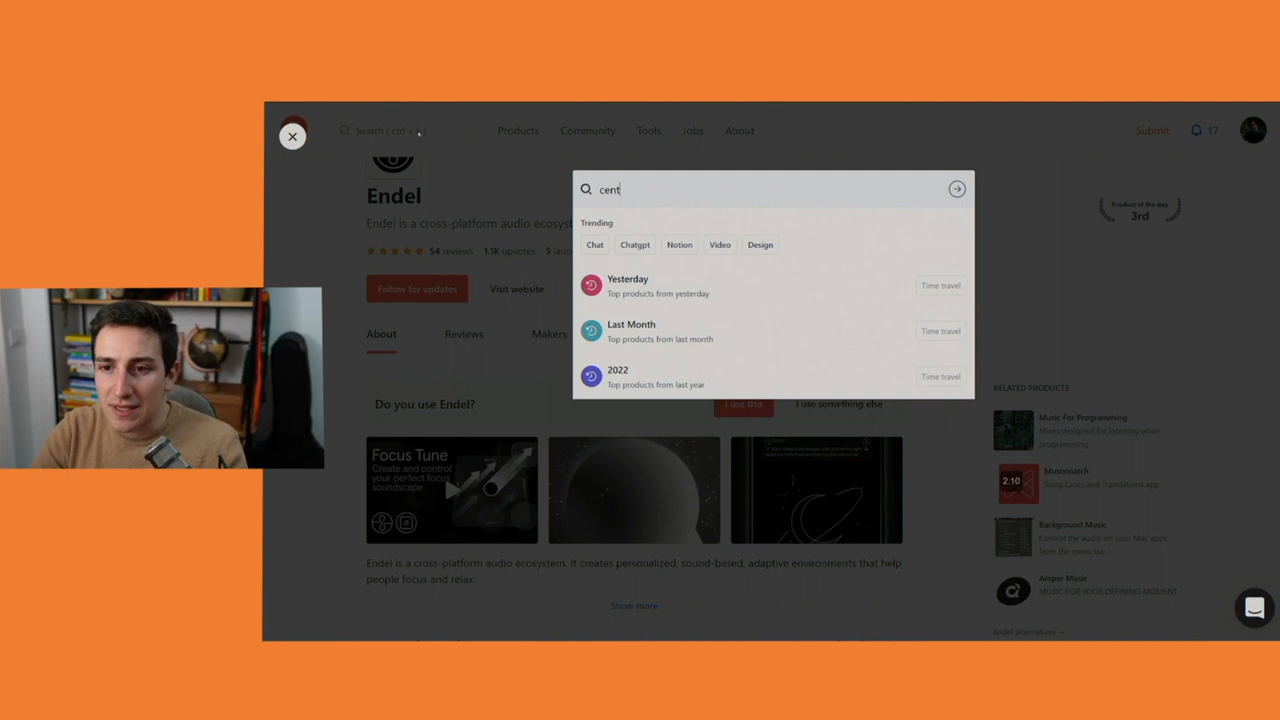 Search ( ctrl + k )
Products
Community
Tools
Jobs
About
Submit
17
cent
Trending
Chat
Chatgpt
Notion
Video
Design
Yesterday
Top products from yesterday
Time travel
Last Month
Top products from last month
Time travel
2022
Top products from last year
Time travel
Endel
Endel is a cross-platform audio ecosyst
54 reviews
1.1K upvotes
5 laun
Product of the day
3rd
Follow for updates
Visit website
About
Reviews
Makers
Do you use Endel?
I use this
I use something else
Focus Tune
Create and control
your perfect focus
soundscape
Endel is a cross-platform audio ecosystem. It creates personalized, sound-based, adaptive environments that help
people focus and relax.
Show more
RELATED PRODUCTS
Music For Programming
Mixes designed for listening while
programming
2.10
Musixmatch
Song Lyrics and Translations app
Background Music
Control the audio on your Mac apps
from the menu bar
Amper Music
MUSIC FOR YOUR DEFINING MOMENT
Endel alternatives →